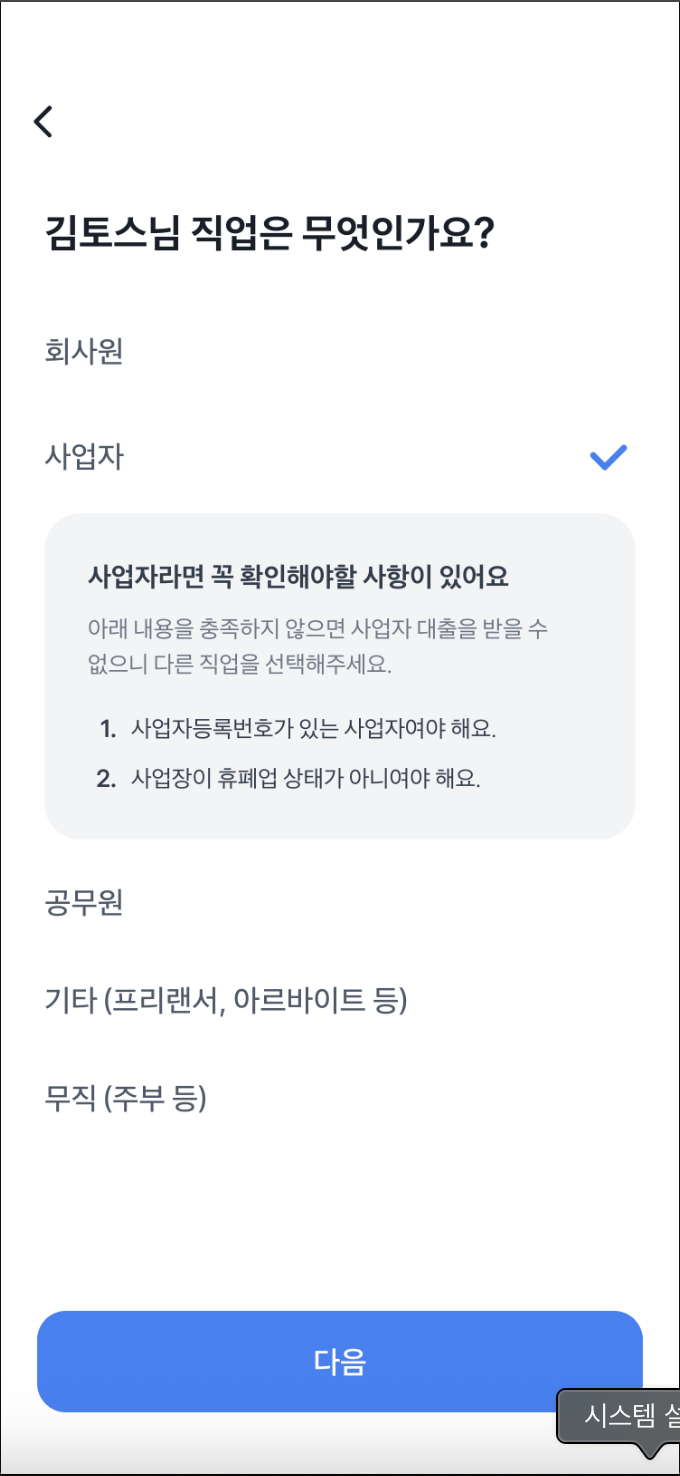 김토스님 직업은 무엇인가요?
회사원
사업자
사업자라면 꼭 확인해야할 사항이 있어요
아래 내용을 충족하지 않으면 사업자 대출을 받을 수
없으니 다른 직업을 선택해주세요.
1. 사업자등록번호가 있는 사업자여야 해요.
2. 사업장이 휴폐업 상태가 아니여야 해요.
공무원
기타 (프리랜서, 아르바이트 등)
무직 (주부 등)
다음
시스템